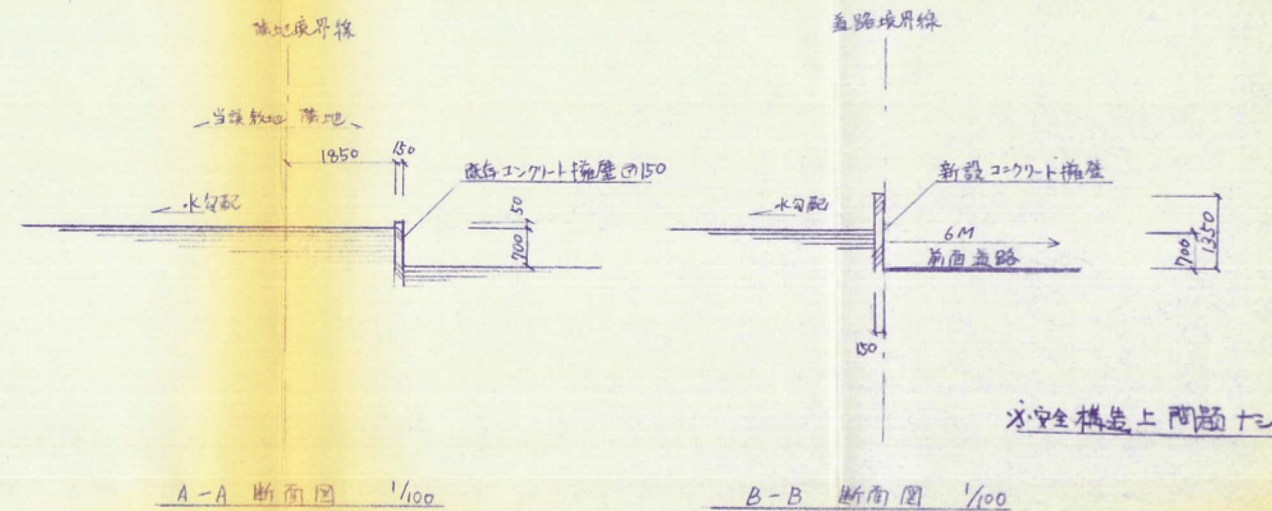 隣地境界線
当該敷地 隣地
1850
150
既存コンクリート擁壁 ⑦150
水勾配
50
700
A-A 断面図 1/100
道路境界線
新設コンクリート擁壁
水勾配
6M
前面道路
700
1350
150
※安全構造上問題ナシ
B-B 断面図 1/100